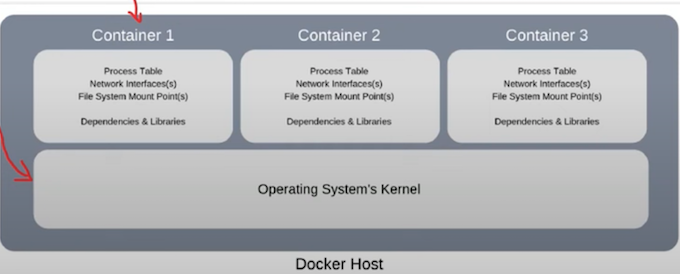 Container 1
Container 2
Container 3
Process Table
Network Interfaces(s)
File System Mount Point(s)
Dependencies & Libraries
Process Table
Network Interfaces(s)
File System Mount Point(s)
Dependencies & Libraries
Process Table
Network Interfaces(s)
File System Mount Point(s)
Dependencies & Libraries
Operating System's Kernel
Docker Host